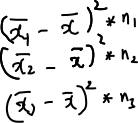 (x̄₁ - x̄)² * n₁
(x̄₂ - x̄)² * n₂
(x̄₃ - x̄)² * n₃